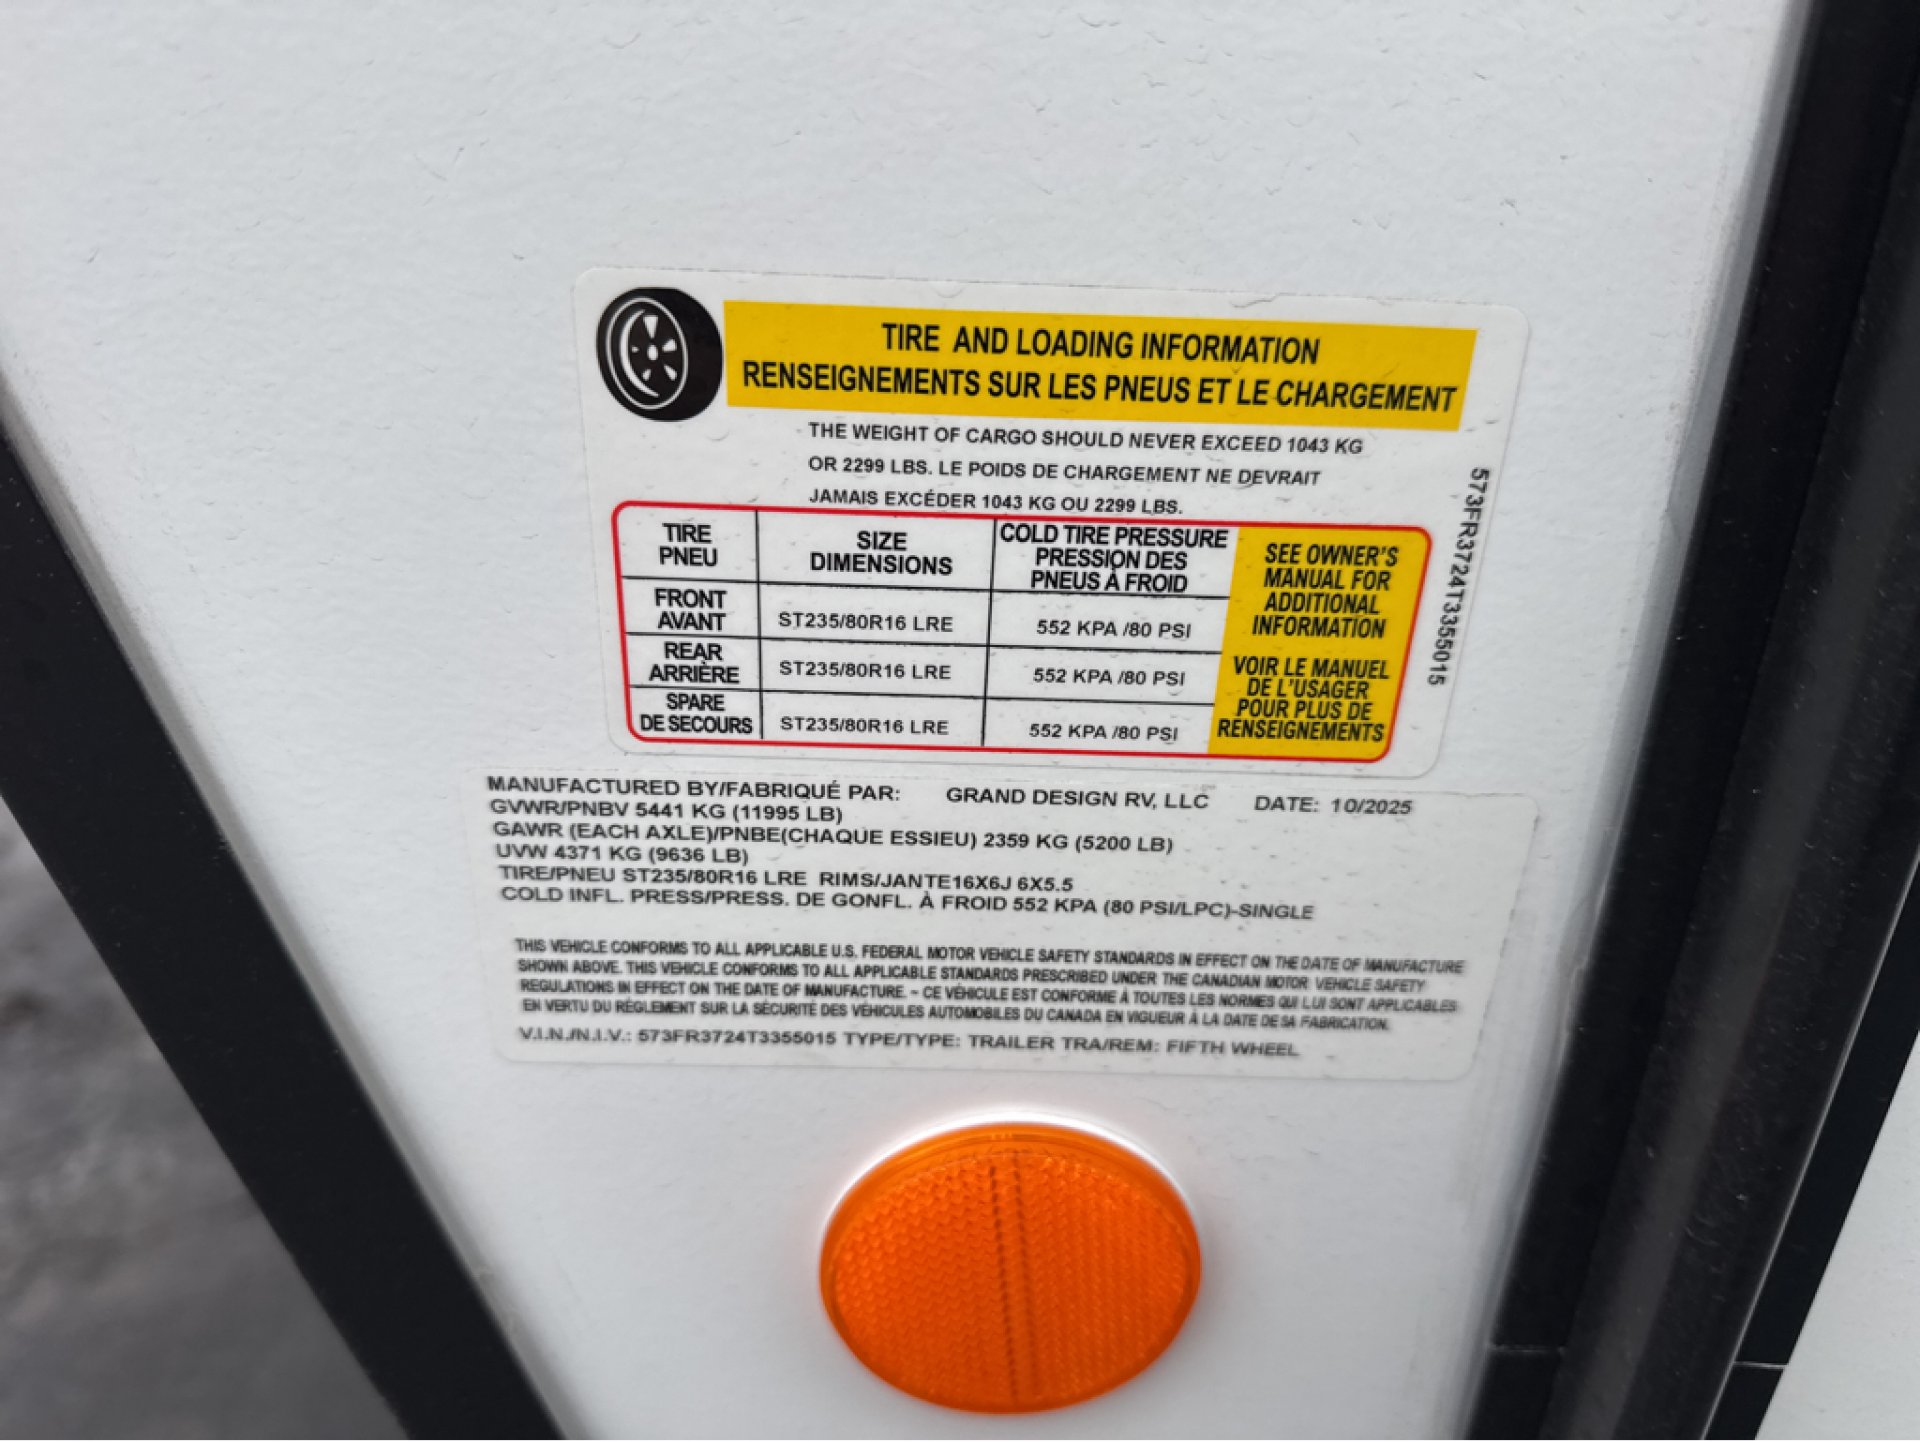 TIRE AND LOADING INFORMATION
RENSEIGNEMENTS SUR LES PNEUS ET LE CHARGEMENT
THE WEIGHT OF CARGO SHOULD NEVER EXCEED 1043 KG
OR 2299 LBS. LE POIDS DE CHARGEMENT NE DEVRAIT
JAMAIS EXCÉDER 1043 KG OU 2299 LBS.
TIRE
PNEU
SIZE
DIMENSIONS
COLD TIRE PRESSURE
PRESSION DES
PNEUS À FROID
FRONT
AVANT
ST235/80R16 LRE
552 KPA /80 PSI
REAR
ARRIÈRE
ST235/80R16 LRE
552 KPA /80 PSI
SPARE
DE SECOURS
ST235/80R16 LRE
552 KPA /80 PSI
SEE OWNER'S
MANUAL FOR
ADDITIONAL
INFORMATION
VOIR LE MANUEL
DE L'USAGER
POUR PLUS DE
RENSEIGNEMENTS
573FR3724T3355015
MANUFACTURED BY/FABRIQUÉ PAR: GRAND DESIGN RV, LLC DATE: 10/2025
GVWR/PNBV 5441 KG (11995 LB)
GAWR (EACH AXLE)/PNBE(CHAQUE ESSIEU) 2359 KG (5200 LB)
UVW 4371 KG (9636 LB)
TIRE/PNEU ST235/80R16 LRE RIMS/JANTE16X6J 6X5.5
COLD INFL. PRESS/PRESS. DE GONFL. À FROID 552 KPA (80 PSI/LPC)-SINGLE
THIS VEHICLE CONFORMS TO ALL APPLICABLE U.S. FEDERAL MOTOR VEHICLE SAFETY STANDARDS IN EFFECT ON THE DATE OF MANUFACTURE
SHOWN ABOVE. THIS VEHICLE CONFORMS TO ALL APPLICABLE STANDARDS PRESCRIBED UNDER THE CANADIAN MOTOR VEHICLE SAFETY
REGULATIONS IN EFFECT ON THE DATE OF MANUFACTURE. - CE VÉHICULE EST CONFORME À TOUTES LES NORMES QUI LUI SONT APPLICABLES
EN VERTU DU RÈGLEMENT SUR LA SÉCURITÉ DES VÉHICULES AUTOMOBILES DU CANADA EN VIGUEUR À LA DATE DE SA FABRICATION.
V.I.N./N.I.V.: 573FR3724T3355015 TYPE/TYPE: TRAILER TRA/REM: FIFTH WHEEL